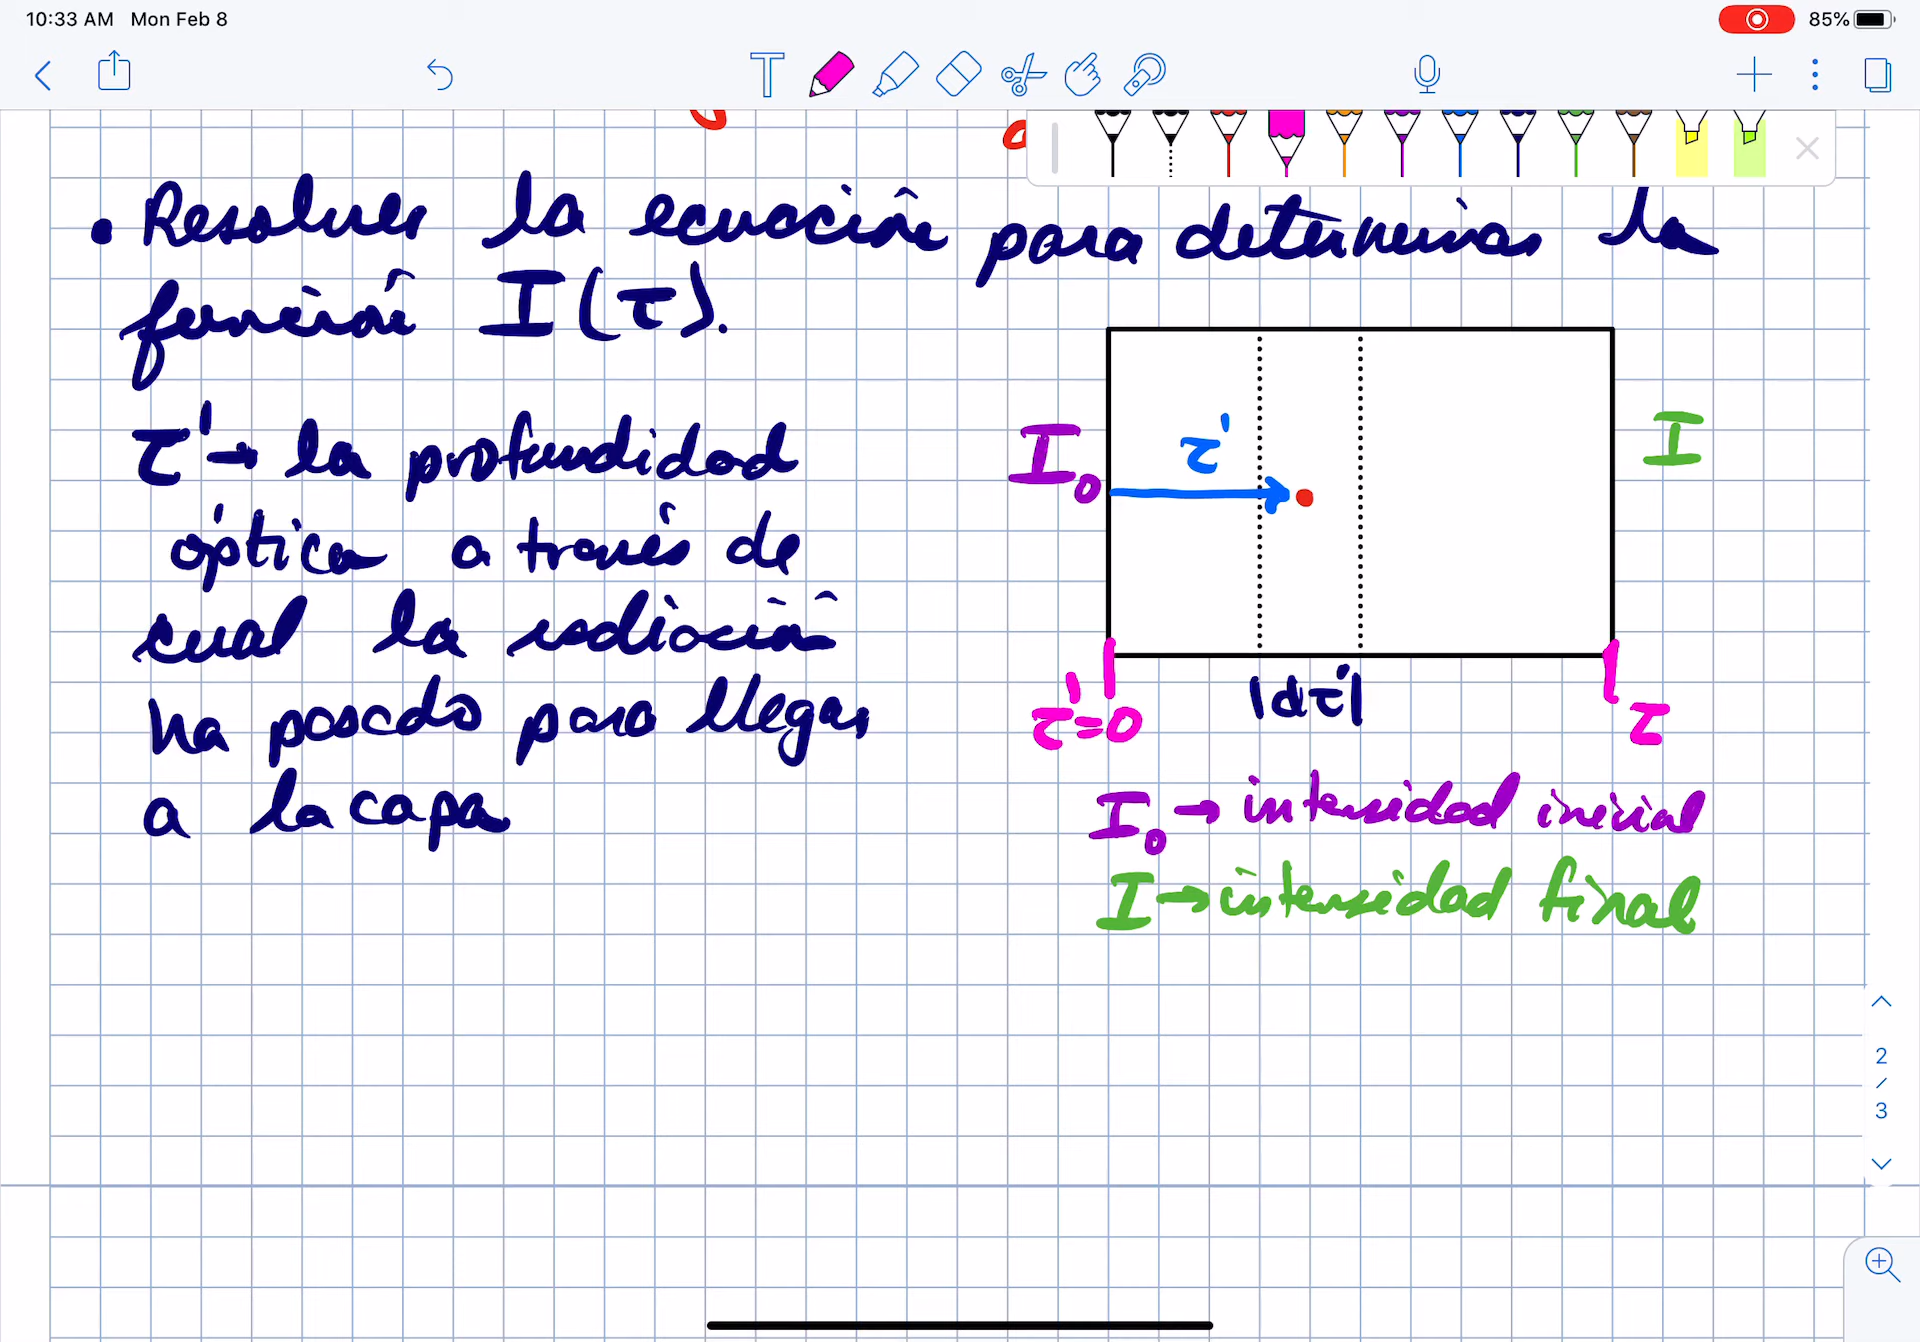 10:33 AM Mon Feb 8
85%
• Resolver la ecuación para determinar la
función I(τ).
τ' → la profundidad
óptica a través de
cual la radiación
ha pasado para llegar
a la capa
I₀
τ'
I
τ'=0
|dτ'|
τ
I₀ → intensidad inicial
I → intensidad final
2
/
3